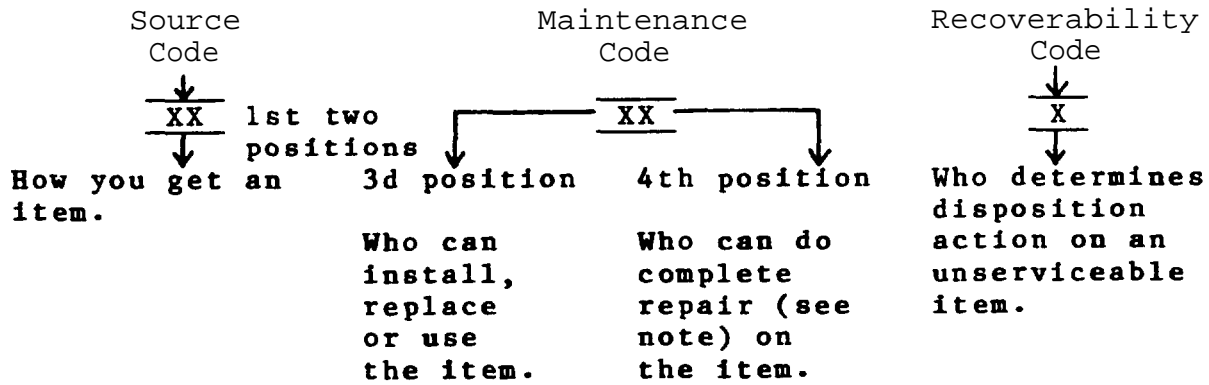 Source Code
XX
1st two positions
How you get an item.
Maintenance Code
XX
3d position
Who can install, replace or use the item.
4th position
Who can do complete repair (see note) on the item.
Recoverability Code
X
Who determines disposition action on an unserviceable item.